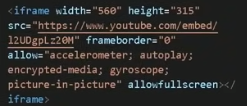 <iframe width="560" height="315"
src="https://www.youtube.com/embed/
l2UDgpLz20M" frameborder="0"
allow="accelerometer; autoplay;
encrypted-media; gyroscope;
picture-in-picture" allowfullscreen></
iframe>